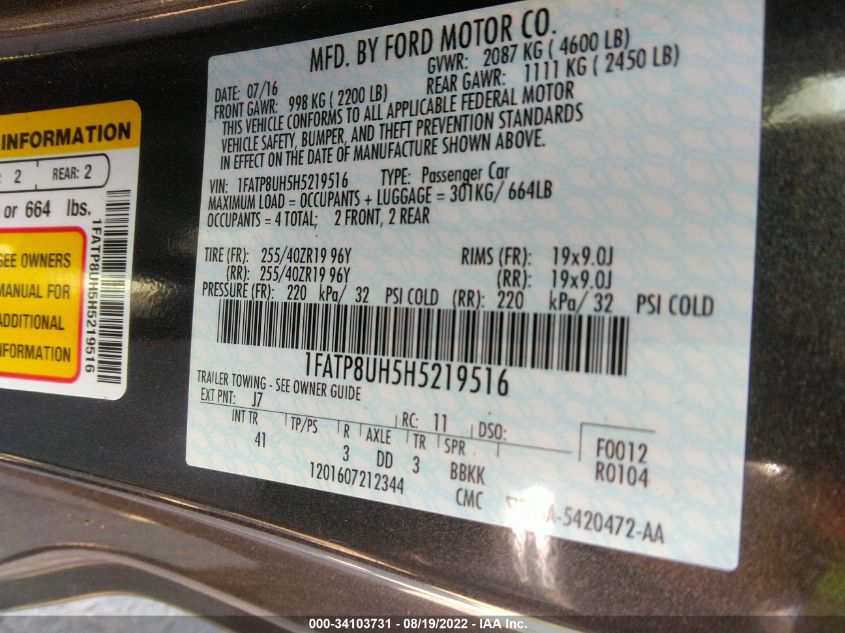 INFORMATION
2 REAR: 2
or 664 lbs.
SEE OWNERS
MANUAL FOR
ADDITIONAL
INFORMATION
1FATP8UH5H5219516
MFD. BY FORD MOTOR CO.
DATE: 07/16 GVWR: 2087 KG ( 4600 LB)
FRONT GAWR: 998 KG ( 2200 LB) REAR GAWR: 1111 KG ( 2450 LB)
THIS VEHICLE CONFORMS TO ALL APPLICABLE FEDERAL MOTOR
VEHICLE SAFETY, BUMPER, AND THEFT PREVENTION STANDARDS
IN EFFECT ON THE DATE OF MANUFACTURE SHOWN ABOVE.
VIN: 1FATP8UH5H5219516 TYPE: Passenger Car
MAXIMUM LOAD = OCCUPANTS + LUGGAGE = 301KG/ 664LB
OCCUPANTS = 4 TOTAL; 2 FRONT, 2 REAR
TIRE (FR): 255/40ZR19 96Y RIMS (FR): 19x9.0J
(RR): 255/40ZR19 96Y (RR): 19x9.0J
PRESSURE (FR): 220 kPa/ 32 PSI COLD (RR): 220 kPa/ 32 PSI COLD
1FATP8UH5H5219516
TRAILER TOWING - SEE OWNER GUIDE
EXT PNT: J7 RC: 11 DSO:
INT TR TP/PS R AXLE TR SPR F0012
41 3 DD 3 BBKK R0104
1201607212344 CMC
A-5420472-AA
000-34103731 - 08/19/2022 - IAA Inc.